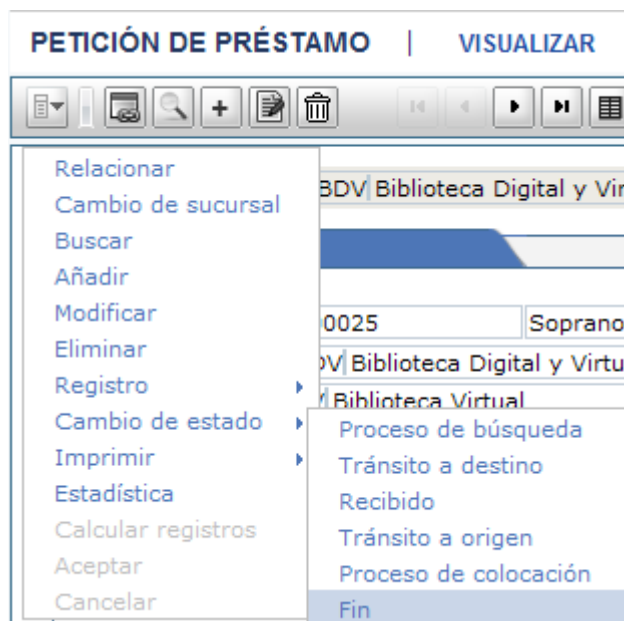 PETICIÓN DE PRÉSTAMO | VISUALIZAR
Relacionar
Cambio de sucursal
Buscar
Añadir
Modificar
Eliminar
Registro
Cambio de estado
Imprimir
Estadística
Calcular registros
Aceptar
Cancelar
BDV Biblioteca Digital y Vir
0025 Soprano
DV Biblioteca Digital y Virtu
Biblioteca Virtual
Proceso de búsqueda
Tránsito a destino
Recibido
Tránsito a origen
Proceso de colocación
Fin